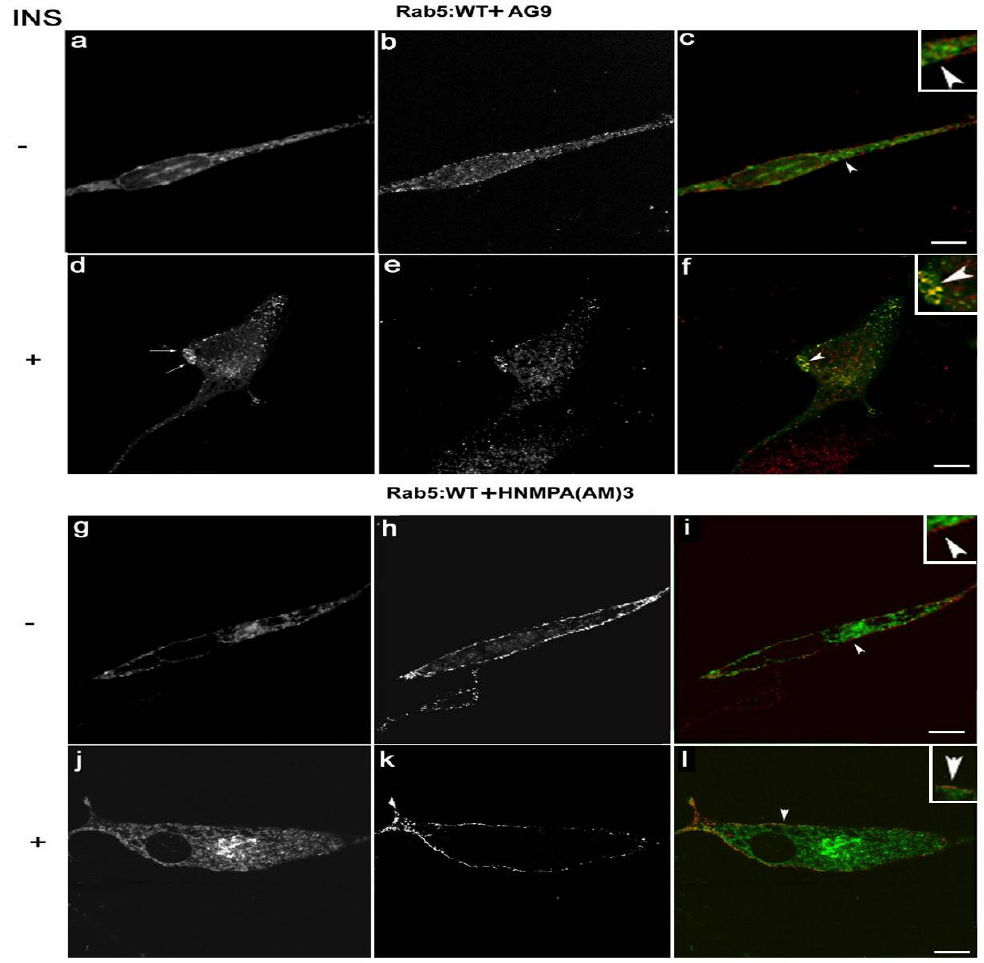 INS
Rab5:WT+ AG9
a b c
-
d e f
+
Rab5:WT+HNMPA(AM)3
g h i
-
j k l
+